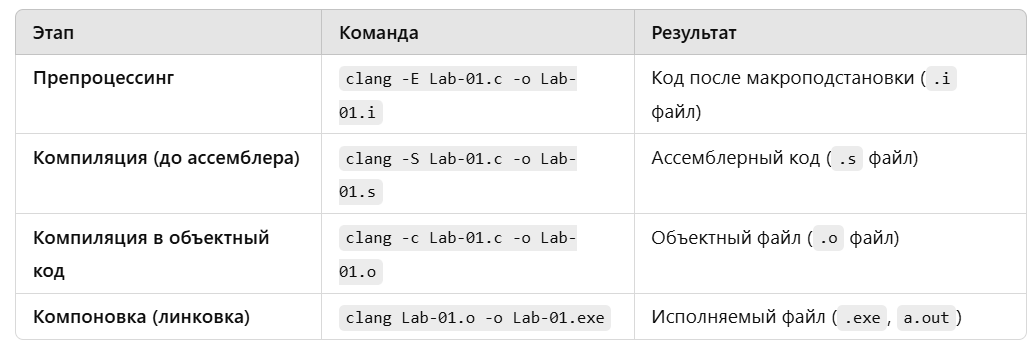 Этап Команда Результат
Препроцессинг clang -E Lab-01.c -o Lab- Код после макроподстановки ( .i
01.i файл)
Компиляция (до ассемблера) clang -S Lab-01.c -o Lab- Ассемблерный код ( .s файл)
01.s
Компиляция в объектный clang -c Lab-01.c -o Lab- Объектный файл ( .o файл)
код 01.o
Компоновка (линковка) clang Lab-01.o -o Lab-01.exe Исполняемый файл ( .exe , a.out )